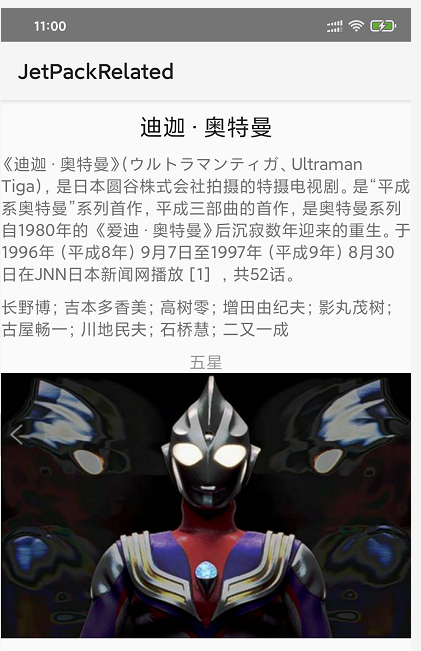 11:00
JetPackRelated
迪迦 · 奥特曼
《迪迦 · 奥特曼》(ウルトラマンティガ、Ultraman
Tiga)，是日本圆谷株式会社拍摄的特摄电视剧。是“平成
系奥特曼”系列首作，平成三部曲的首作，是奥特曼系列
自1980年的《爱迪 · 奥特曼》后沉寂数年迎来的重生。于
1996年（平成8年）9月7日至1997年（平成9年）8月30
日在JNN日本新闻网播放 [1] ，共52话。
长野博；吉本多香美；高树零；增田由纪夫；影丸茂树；
古屋畅一；川地民夫；石桥慧；二又一成
五星